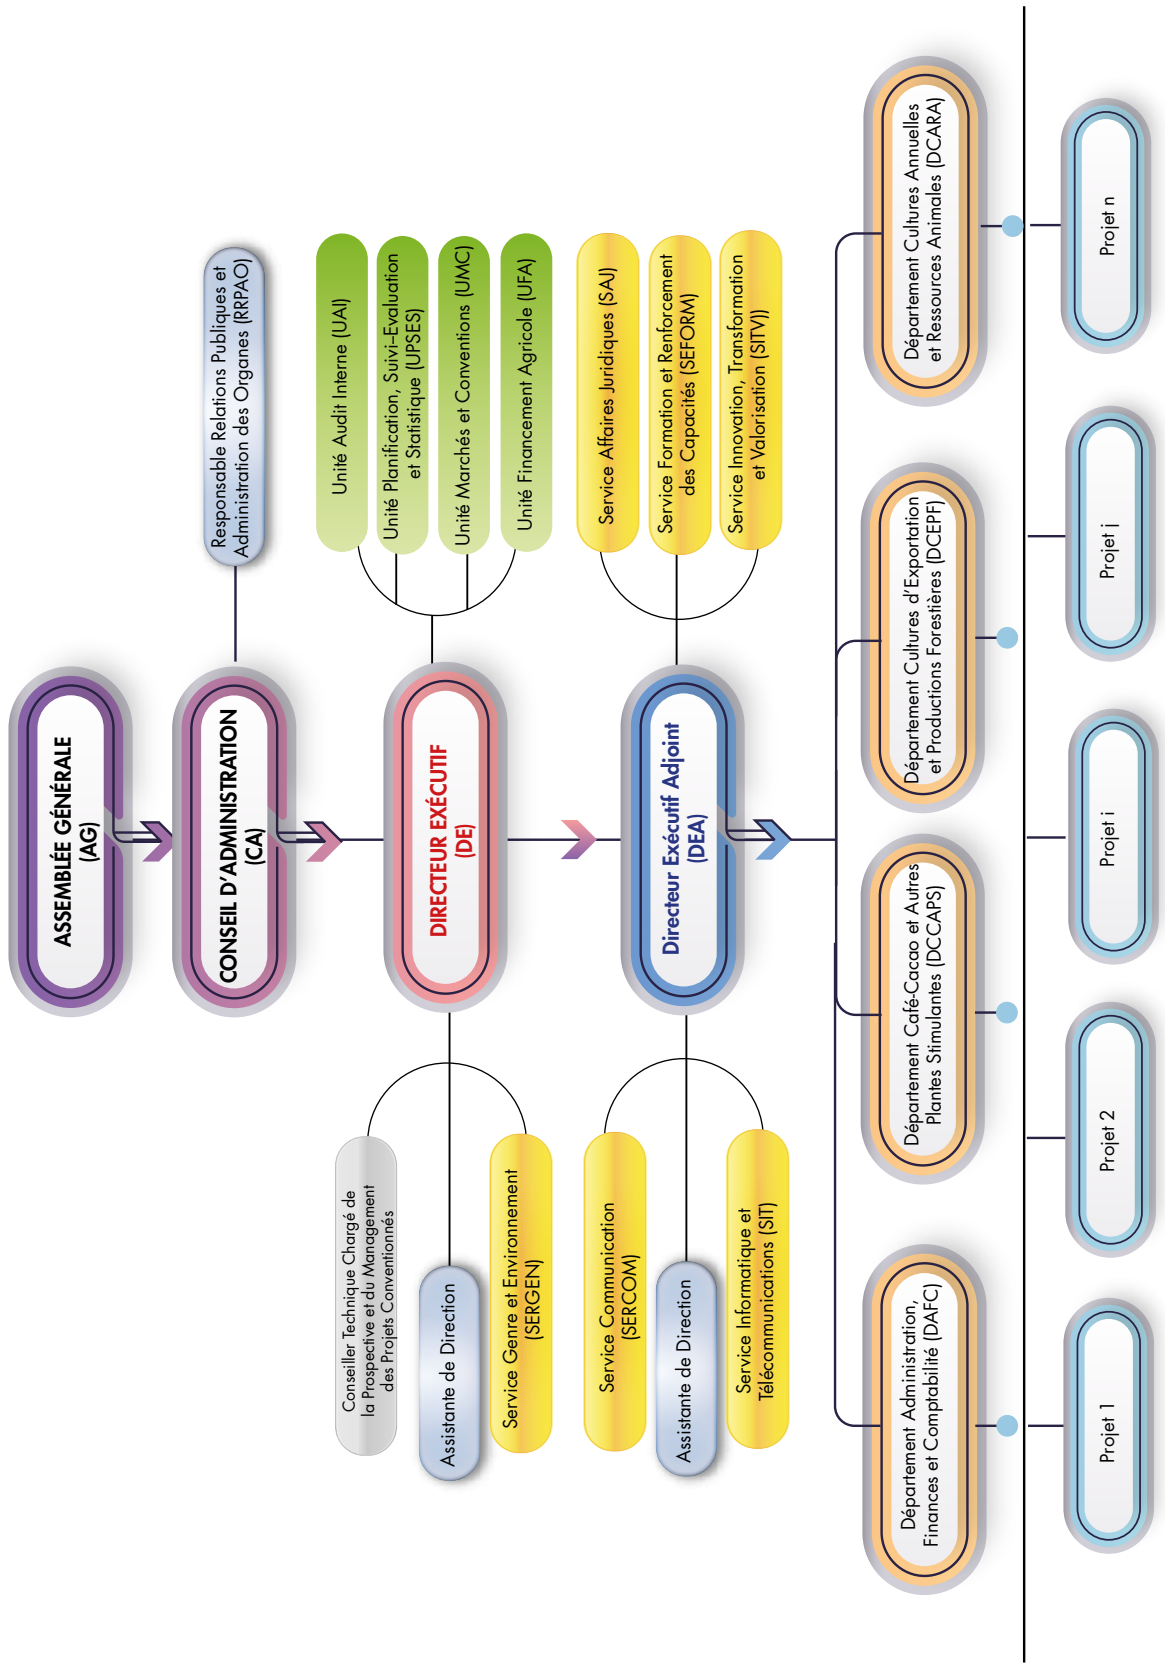 ASSEMBLÉE GÉNÉRALE
(AG)
CONSEIL D'ADMINISTRATION
(CA)
Responsable Relations Publiques et
Administration des Organes (RRPAO)
Conseiller Technique Chargé de
la Prospective et du Management
des Projets Conventionnés
Assistante de Direction
Service Genre et Environnement
(SERGEN)
DIRECTEUR EXÉCUTIF
(DE)
Unité Audit Interne (UAI)
Unité Planification, Suivi-Evaluation
et Statistique (UPSES)
Unité Marchés et Conventions (UMC)
Unité Financement Agricole (UFA)
Service Communication
(SERCOM)
Assistante de Direction
Service Informatique et
Télécommunications (SIT)
Directeur Exécutif Adjoint
(DEA)
Service Affaires Juridiques (SAJ)
Service Formation et Renforcement
des Capacités (SEFORM)
Service Innovation, Transformation
et Valorisation (SITV))
Département Administration,
Finances et Comptabilité (DAFC)
Département Café-Cacao et Autres
Plantes Stimulantes (DCCAPS)
Département Cultures d'Exportation
et Productions Forestières (DCEPF)
Département Cultures Annuelles
et Ressources Animales (DCARA)
Projet 1
Projet 2
Projet i
Projet j
Projet n